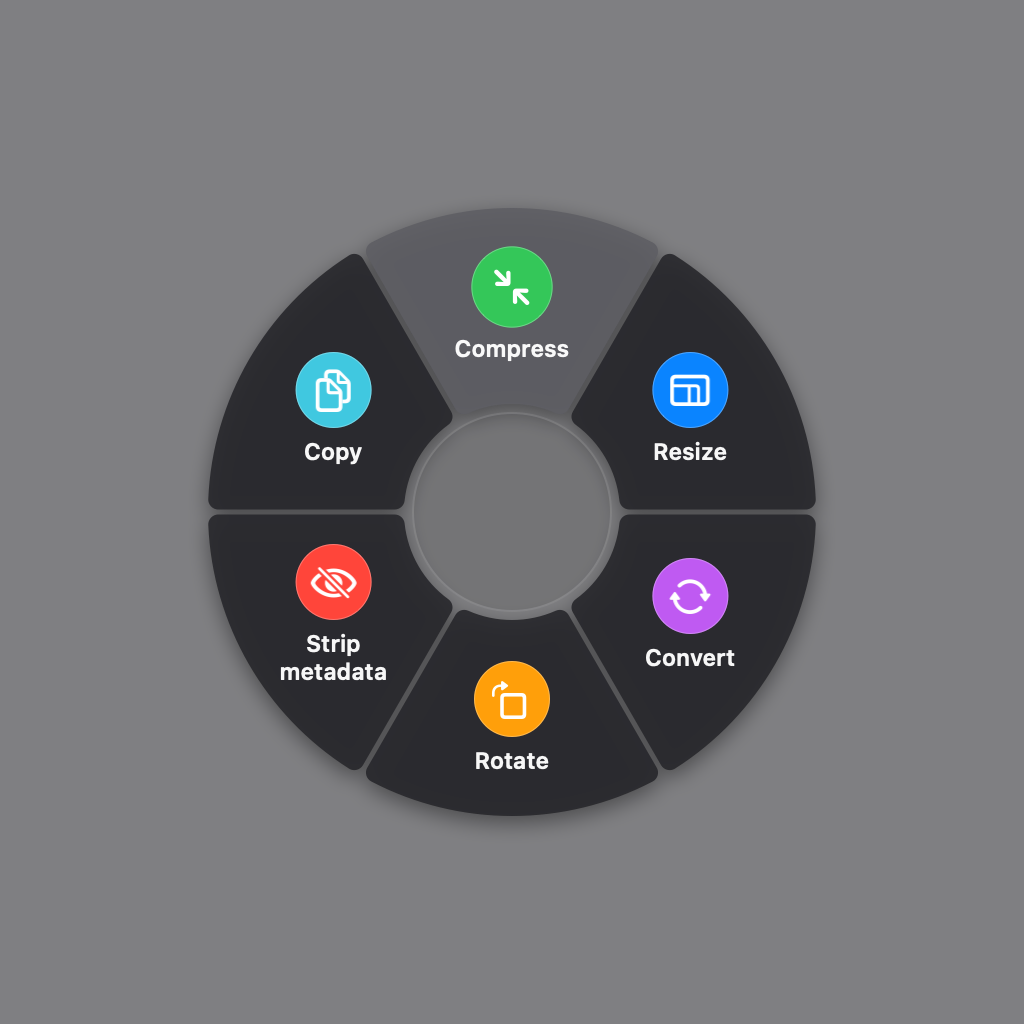 Compress
Copy
Resize
Strip
metadata
Convert
Rotate